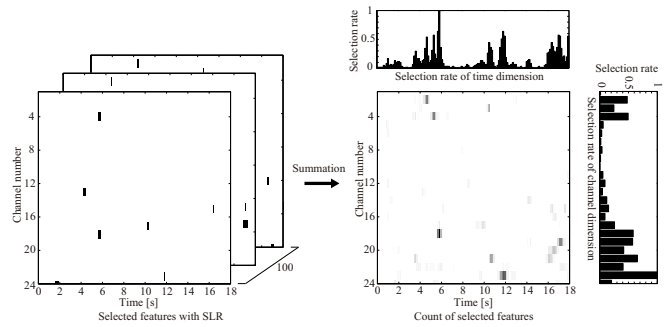 Selection rate
1
0.5
0
Selection rate of time dimension
Selection rate
0 0.5 1
Selection rate of channel dimension
Channel number
4
8
12
16
20
24
0 2 4 6 8 10 12 14 16 18
Time [s]
Selected features with SLR
100
Summation
Channel number
4
8
12
16
20
24
0 2 4 6 8 10 12 14 16 18
Time [s]
Count of selected features